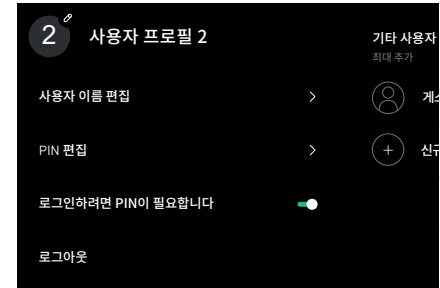 2
사용자 프로필 2
사용자 이름 편집
PIN 편집
로그인하려면 PIN이 필요합니다
로그아웃
기타 사용자
최대 추가